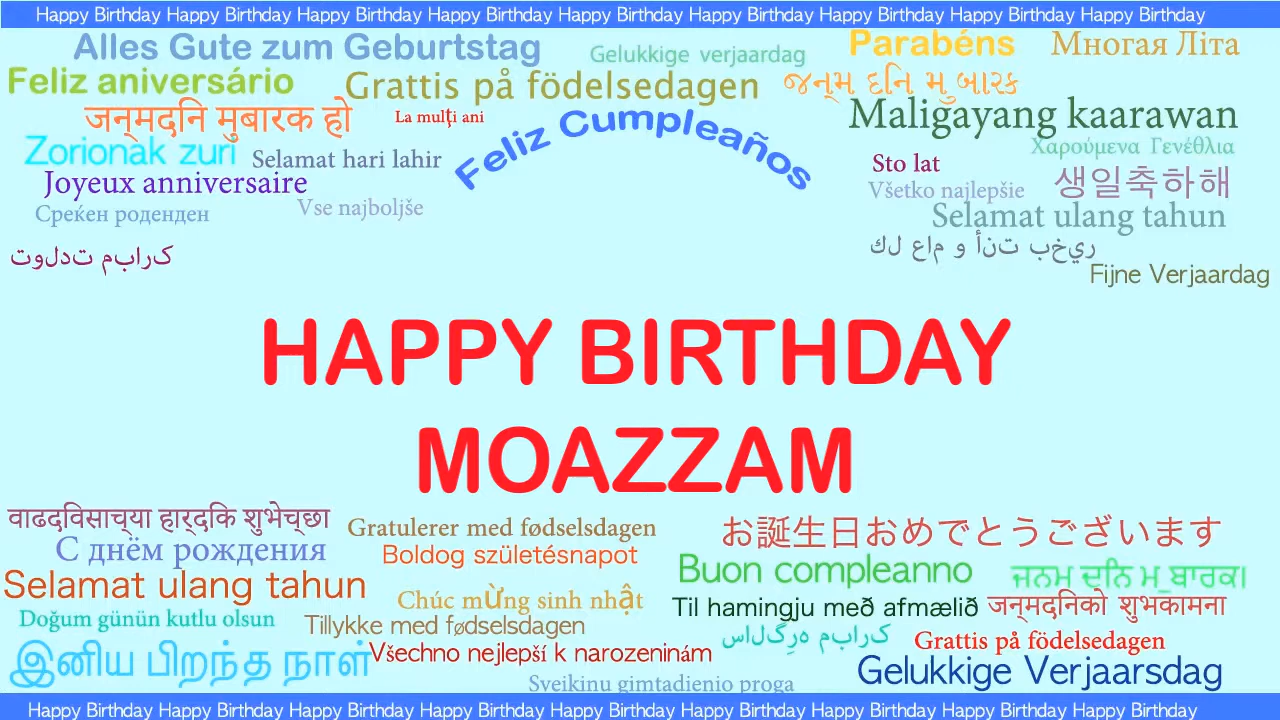 Happy Birthday Happy Birthday Happy Birthday Happy Birthday Happy Birthday Happy Birthday Happy Birthday Happy Birthday Happy Birthday
Alles Gute zum Geburtstag
Gelukkige verjaardag
Parabéns
Многая Літа
Feliz aniversário
Grattis på födelsedagen
જન્મ દિન મુબારક
जन्मदिन मुबारक हो
La mulţi ani
Feliz Cumpleaños
Maligayang kaarawan
Zorionak zuri
Selamat hari lahir
Sto lat
Χαρούμενα Γενέθλια
Joyeux anniversaire
Všetko najlepšie
생일축하해
Среќен роденден
Vse najboljše
Selamat ulang tahun
تولدت مبارک
كل عام و أنت بخير
Fijne Verjaardag
HAPPY BIRTHDAY
MOAZZAM
वाढदिवसाच्या हार्दिक शुभेच्छा
Gratulerer med fødselsdagen
お誕生日おめでとうございます
С днём рождения
Boldog születésnapot
Buon compleanno
ਜਨਮ ਦਿਨ ਮੁਬਾਰਕ।
Selamat ulang tahun
Chúc mừng sinh nhật
Til hamingju með afmælið
जन्मदिनको शुभकामना
Doğum günün kutlu olsun
Tillykke med fødselsdagen
سالگرہ مبارک
Grattis på födelsedagen
இனிய பிறந்த நாள்
Všechno nejlepší k narozeninám
Gelukkige Verjaarsdag
Sveikinu gimtadienio proga
Happy Birthday Happy Birthday Happy Birthday Happy Birthday Happy Birthday Happy Birthday Happy Birthday Happy Birthday Happy Birthday